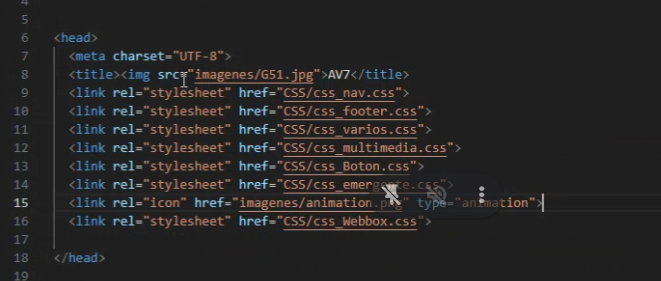 4
5
6 <head>
7 <meta charset="UTF-8">
8 <title><img src="imagenes/G51.jpg">AV7</title>
9 <link rel="stylesheet" href="CSS/css_nav.css">
10 <link rel="stylesheet" href="CSS/css_footer.css">
11 <link rel="stylesheet" href="CSS/css_varios.css">
12 <link rel="stylesheet" href="CSS/css_multimedia.css">
13 <link rel="stylesheet" href="CSS/css_Boton.css">
14 <link rel="stylesheet" href="CSS/css_emergente.css">
15 <link rel="icon" href="imagenes/animation.png" type="animation">
16 <link rel="stylesheet" href="CSS/css_Webbox.css">
17
18 </head>
19